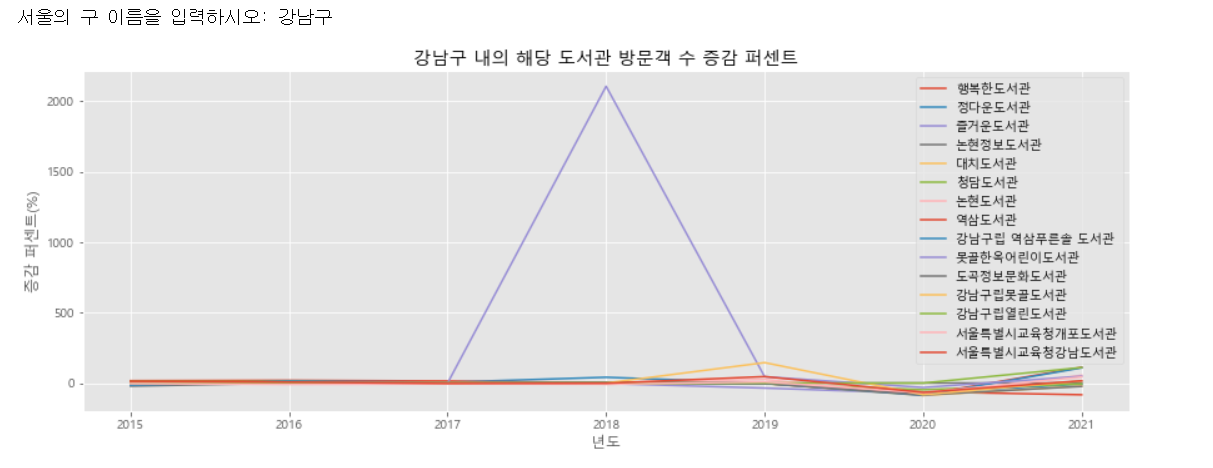 서울의 구 이름을 입력하시오: 강남구
강남구 내의 해당 도서관 방문객 수 증감 퍼센트
증감 퍼센트(%)
2000
1500
1000
500
0
행복한도서관
정다운도서관
즐거운도서관
논현정보도서관
대치도서관
청담도서관
논현도서관
역삼도서관
강남구립 역삼푸른솔 도서관
못골한옥어린이도서관
도곡정보문화도서관
강남구립못골도서관
강남구립열린도서관
서울특별시교육청개포도서관
서울특별시교육청강남도서관
2015 2016 2017 2018 2019 2020 2021
년도